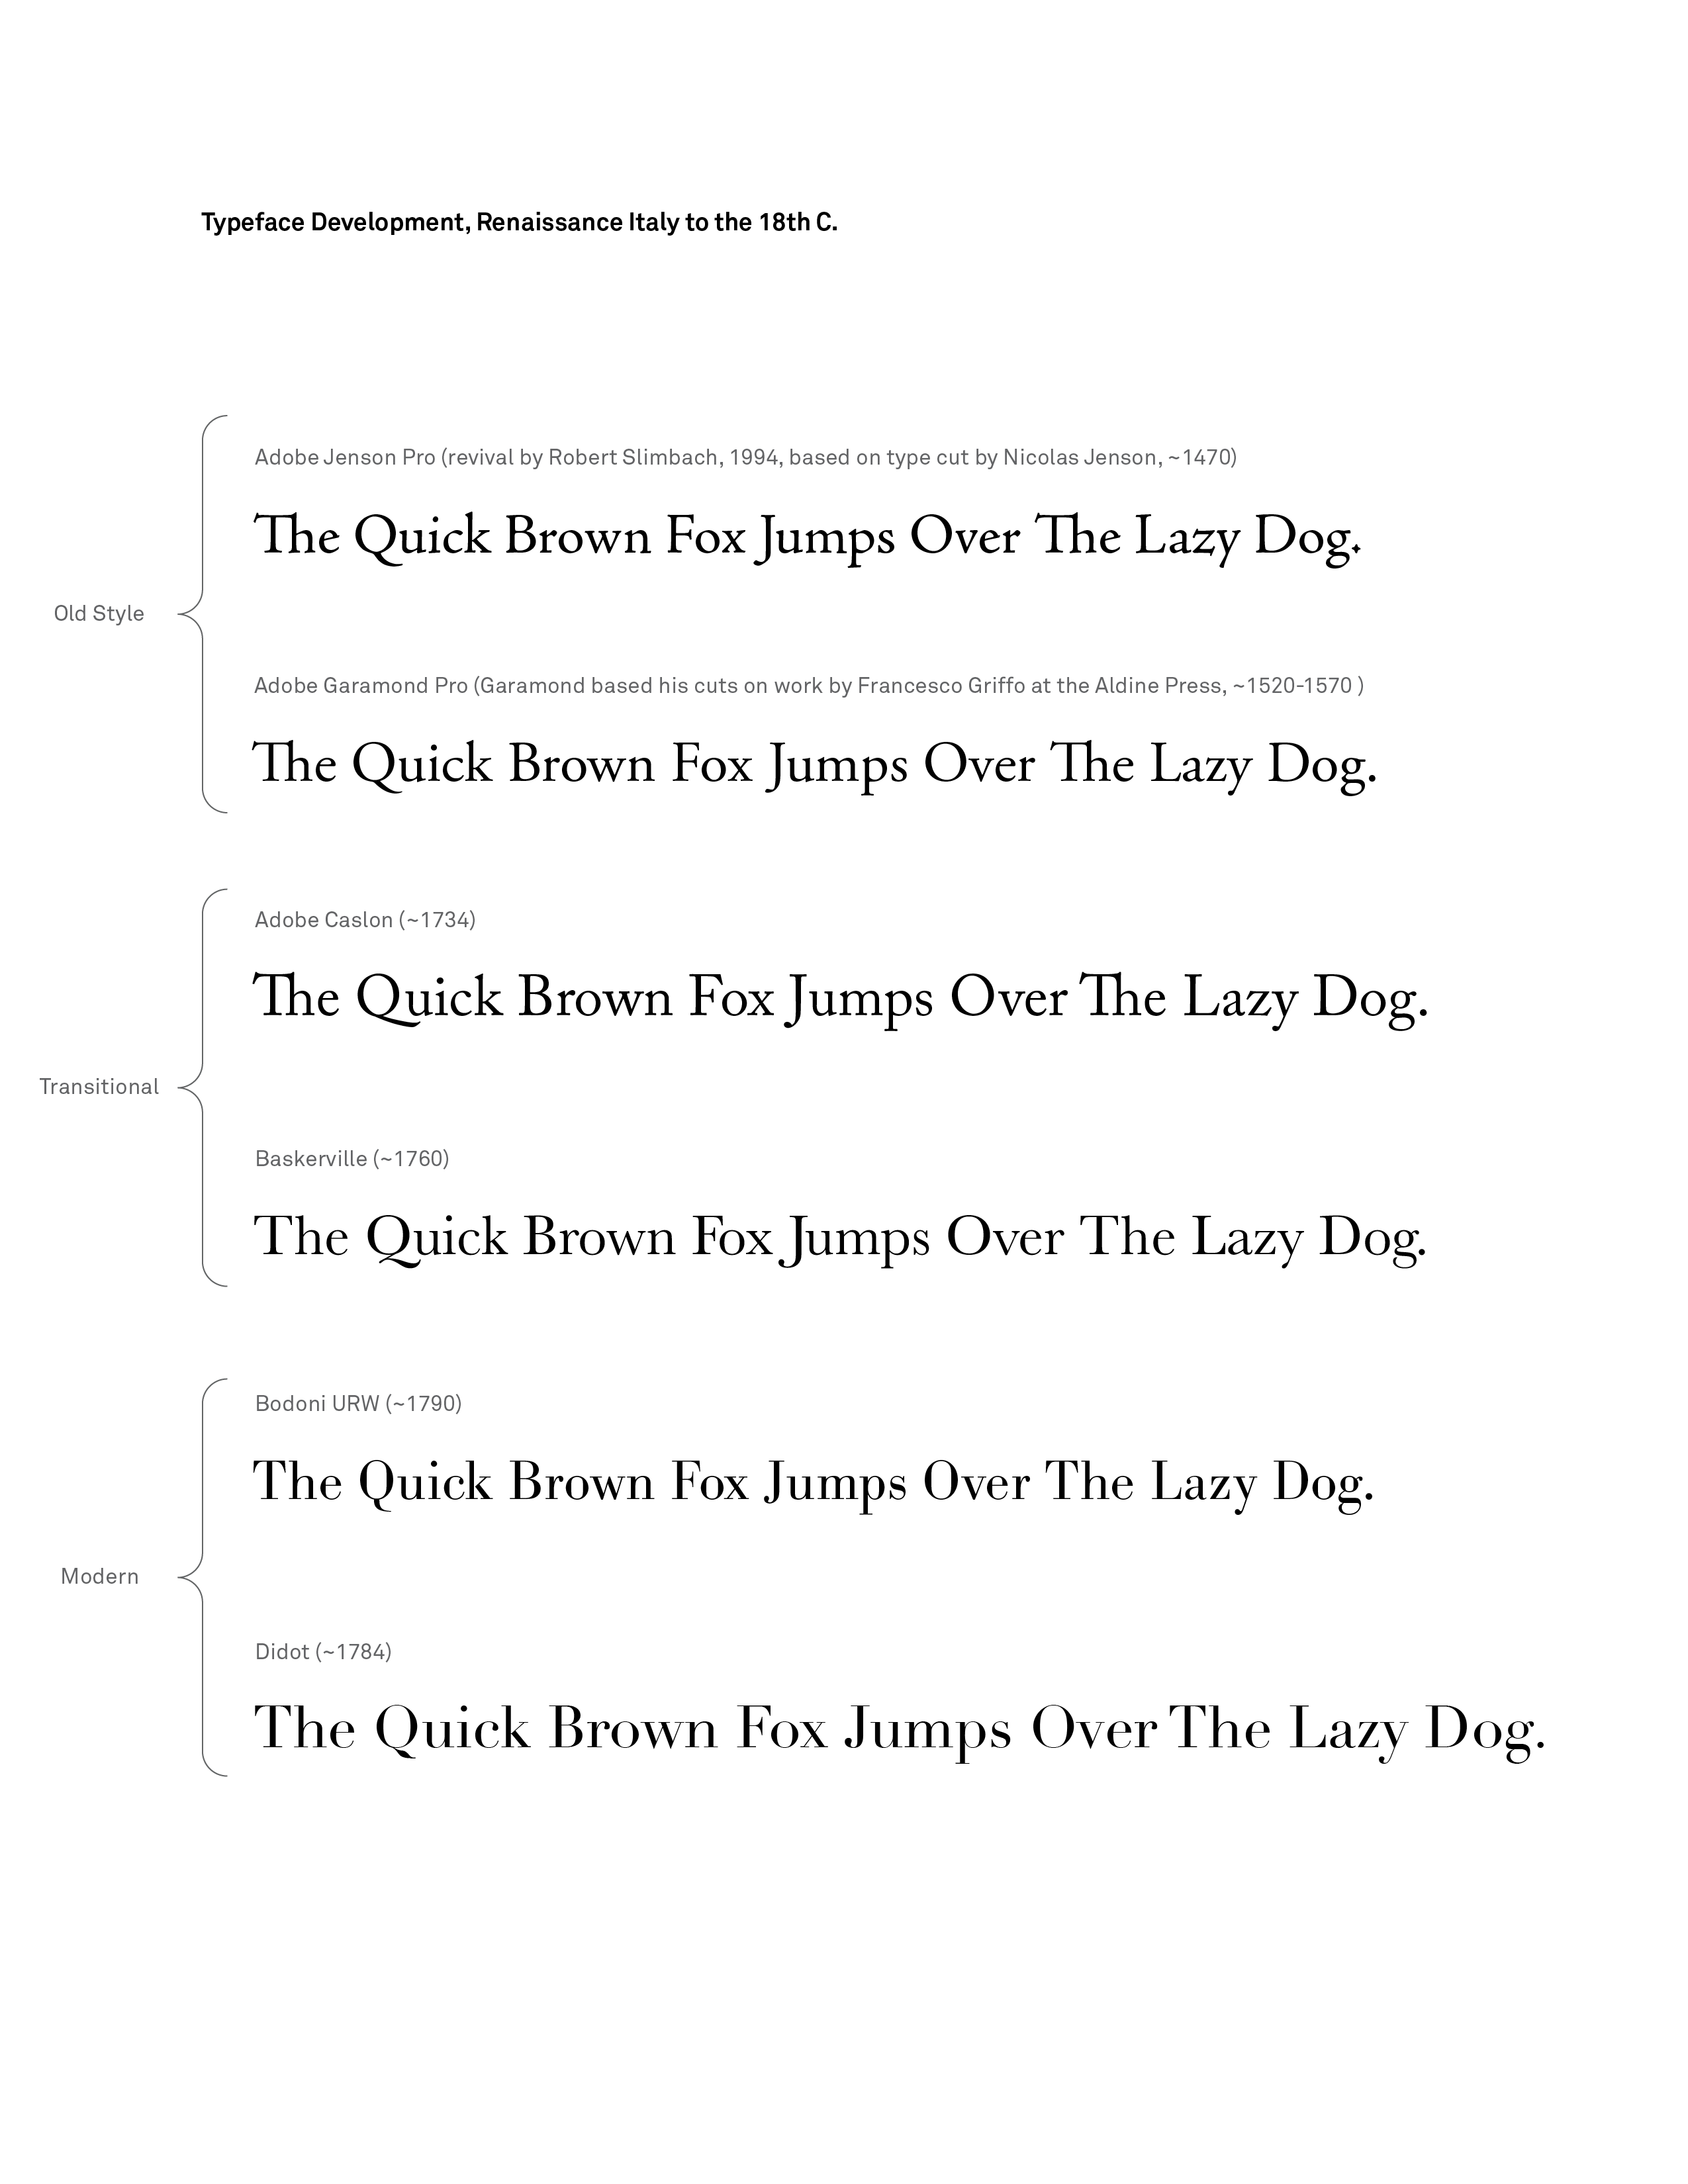 Typeface Development, Renaissance Italy to the 18th C.
Old Style
Adobe Jenson Pro (revival by Robert Slimbach, 1994, based on type cut by Nicolas Jenson, ~1470)
The Quick Brown Fox Jumps Over The Lazy Dog.
Adobe Garamond Pro (Garamond based his cuts on work by Francesco Griffo at the Aldine Press, ~1520-1570 )
The Quick Brown Fox Jumps Over The Lazy Dog.
Transitional
Adobe Caslon (~1734)
The Quick Brown Fox Jumps Over The Lazy Dog.
Baskerville (~1760)
The Quick Brown Fox Jumps Over The Lazy Dog.
Modern
Bodoni URW (~1790)
The Quick Brown Fox Jumps Over The Lazy Dog.
Didot (~1784)
The Quick Brown Fox Jumps Over The Lazy Dog.